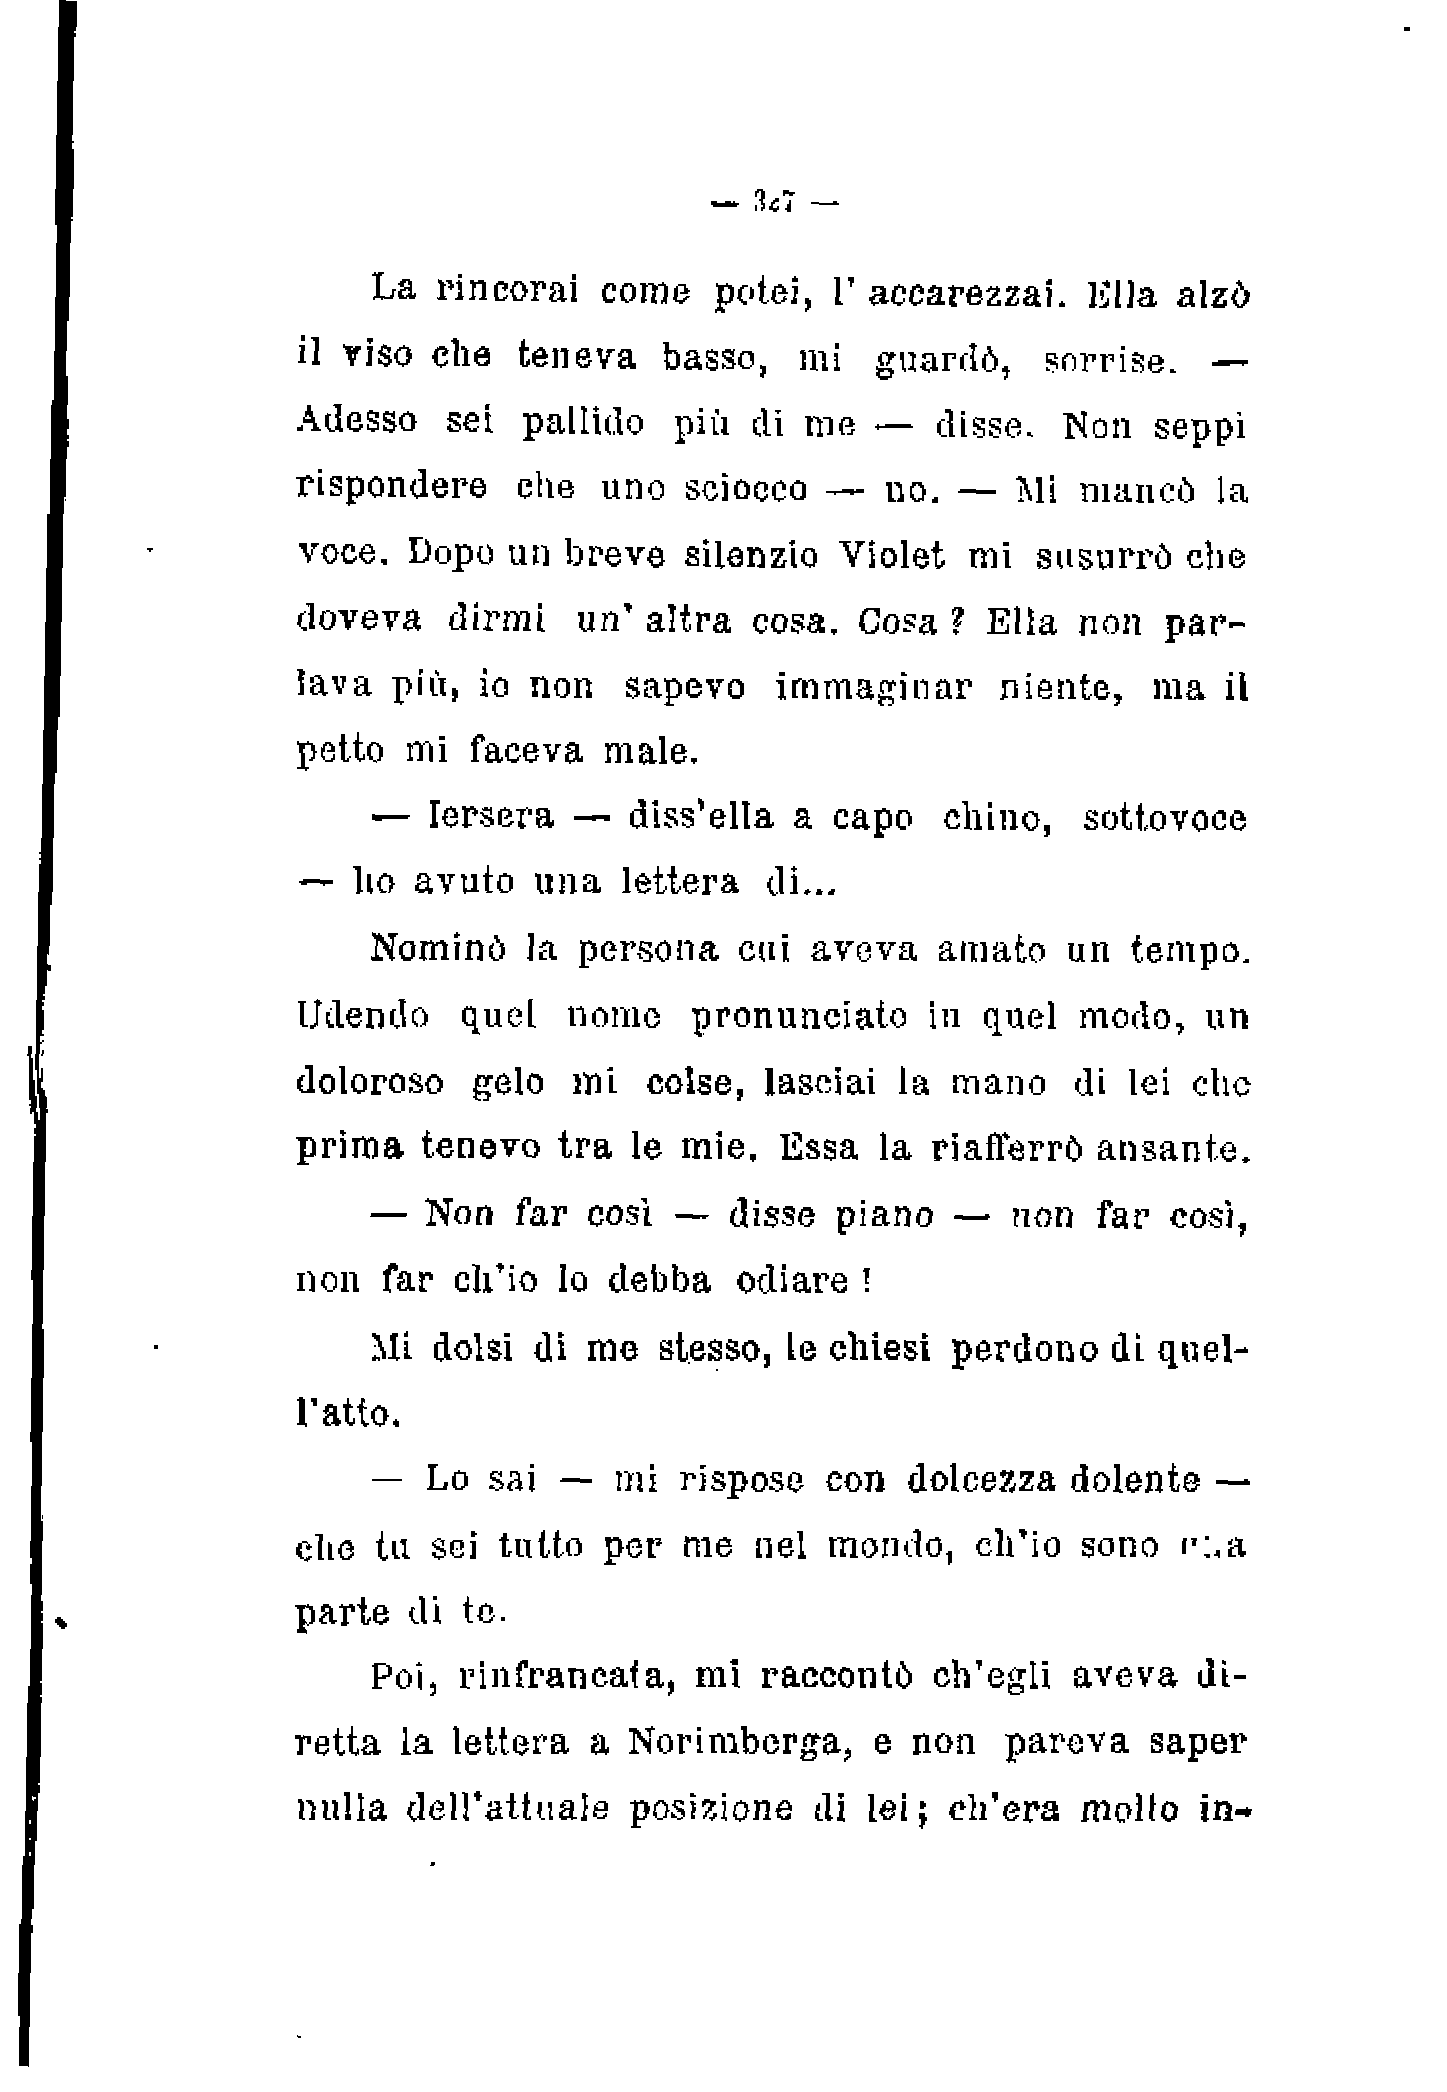 La rincorai come potei, l' accarezzai. Ella alzò
il viso che teneva basso, mi guardò, sorrise. —
Adesso sei pallido più di me — disse. Non seppi
rispondere che uno sciocco — no. — Mi mancò la
voce. Dopo un breve silenzio Violet mi susurrò che
doveva dirmi un' altra cosa. Cosa ? Ella non par-
lava più, io non sapevo immaginar niente, ma il
petto mi faceva male.
— Iersera — diss'ella a capo chino, sottovoce
— ho avuto una lettera di...
Nominò la persona cui aveva amato un tempo.
Udendo quel nome pronunciato in quel modo, un
doloroso gelo mi colse, lasciai la mano di lei che
prima tenevo tra le mie. Essa la riafferrò ansante.
— Non far così — disse piano — non far così,
non far ch'io lo debba odiare !
Mi dolsi di me stesso, le chiesi perdono di quel-
l'atto.
— Lo sai — mi rispose con dolcezza dolente —
che tu sei tutto per me nel mondo, ch'io sono
parte di te.
Poi, rinfrancata, mi raccontò ch'egli aveva di-
retta la lettera a Norimberga, e non pareva saper
nulla dell'attuale posizione di lei ; ch'era molto in-